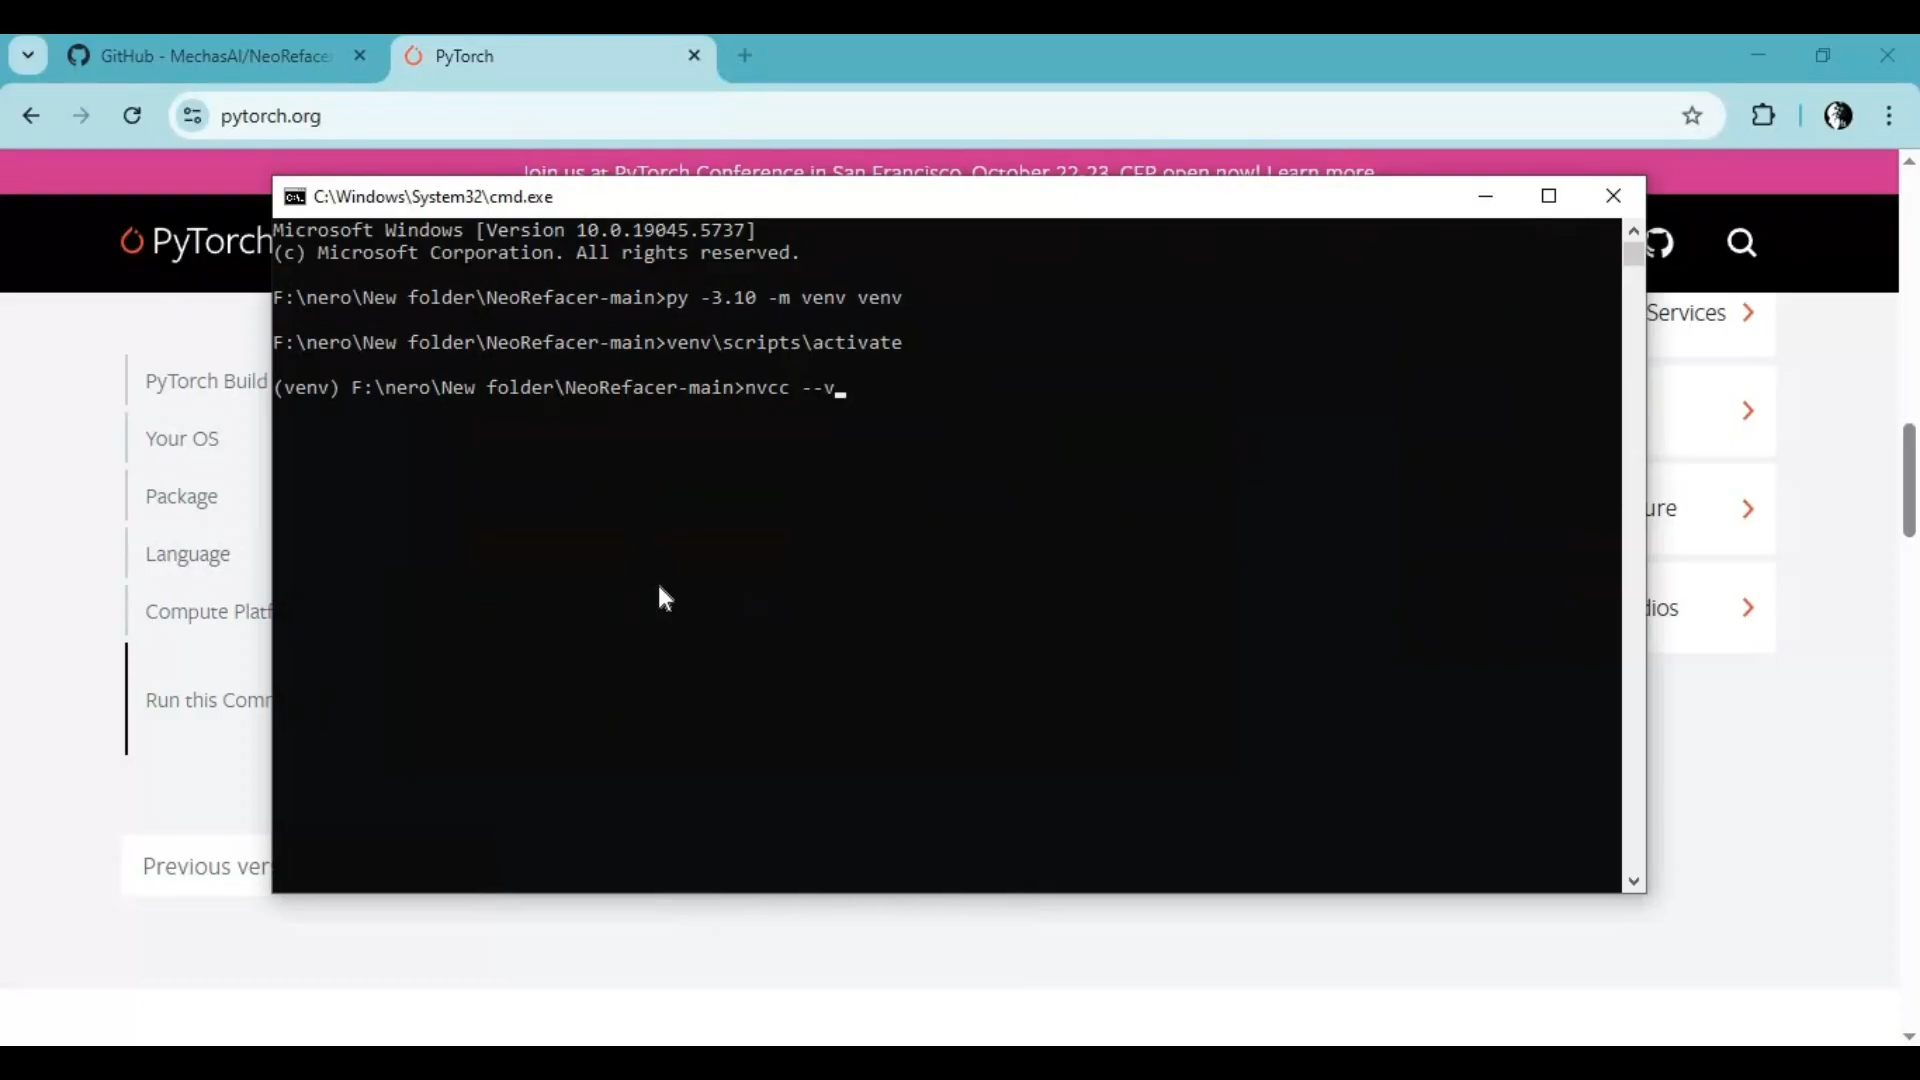 GitHub - MechasAI/NeoReface
PyTorch
pytorch.org
Join us at PyTorch Conference in San Francisco, October 22-23. CFP open now! Learn more
C:\Windows\System32\cmd.exe
PyTorch
Microsoft Windows [Version 10.0.19045.5737]
(c) Microsoft Corporation. All rights reserved.
F:\nero\New folder\NeoRefacer-main>py -3.10 -m venv venv
F:\nero\New folder\NeoRefacer-main>venv\scripts\activate
(venv) F:\nero\New folder\NeoRefacer-main>nvcc --v_
Services
PyTorch Build
Your OS
Package
ure
Language
Compute Platf
dios
Run this Comm
Previous ver